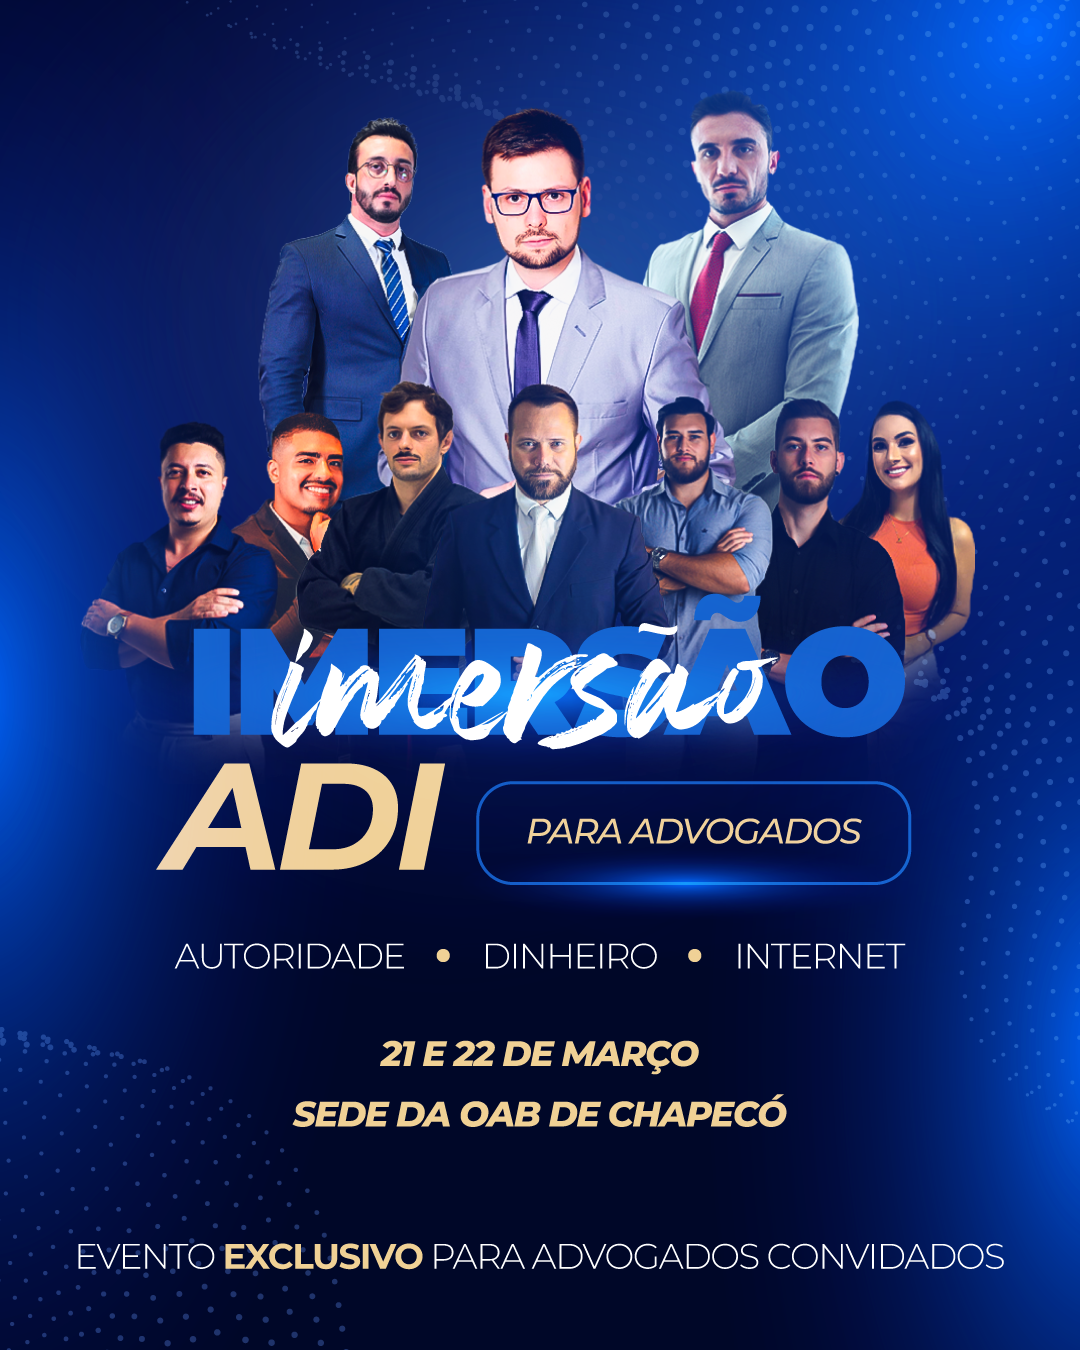 IMERSÃO
imersão
ADI
PARA ADVOGADOS
AUTORIDADE • DINHEIRO • INTERNET
21 E 22 DE MARÇO
SEDE DA OAB DE CHAPECÓ
EVENTO EXCLUSIVO PARA ADVOGADOS CONVIDADOS